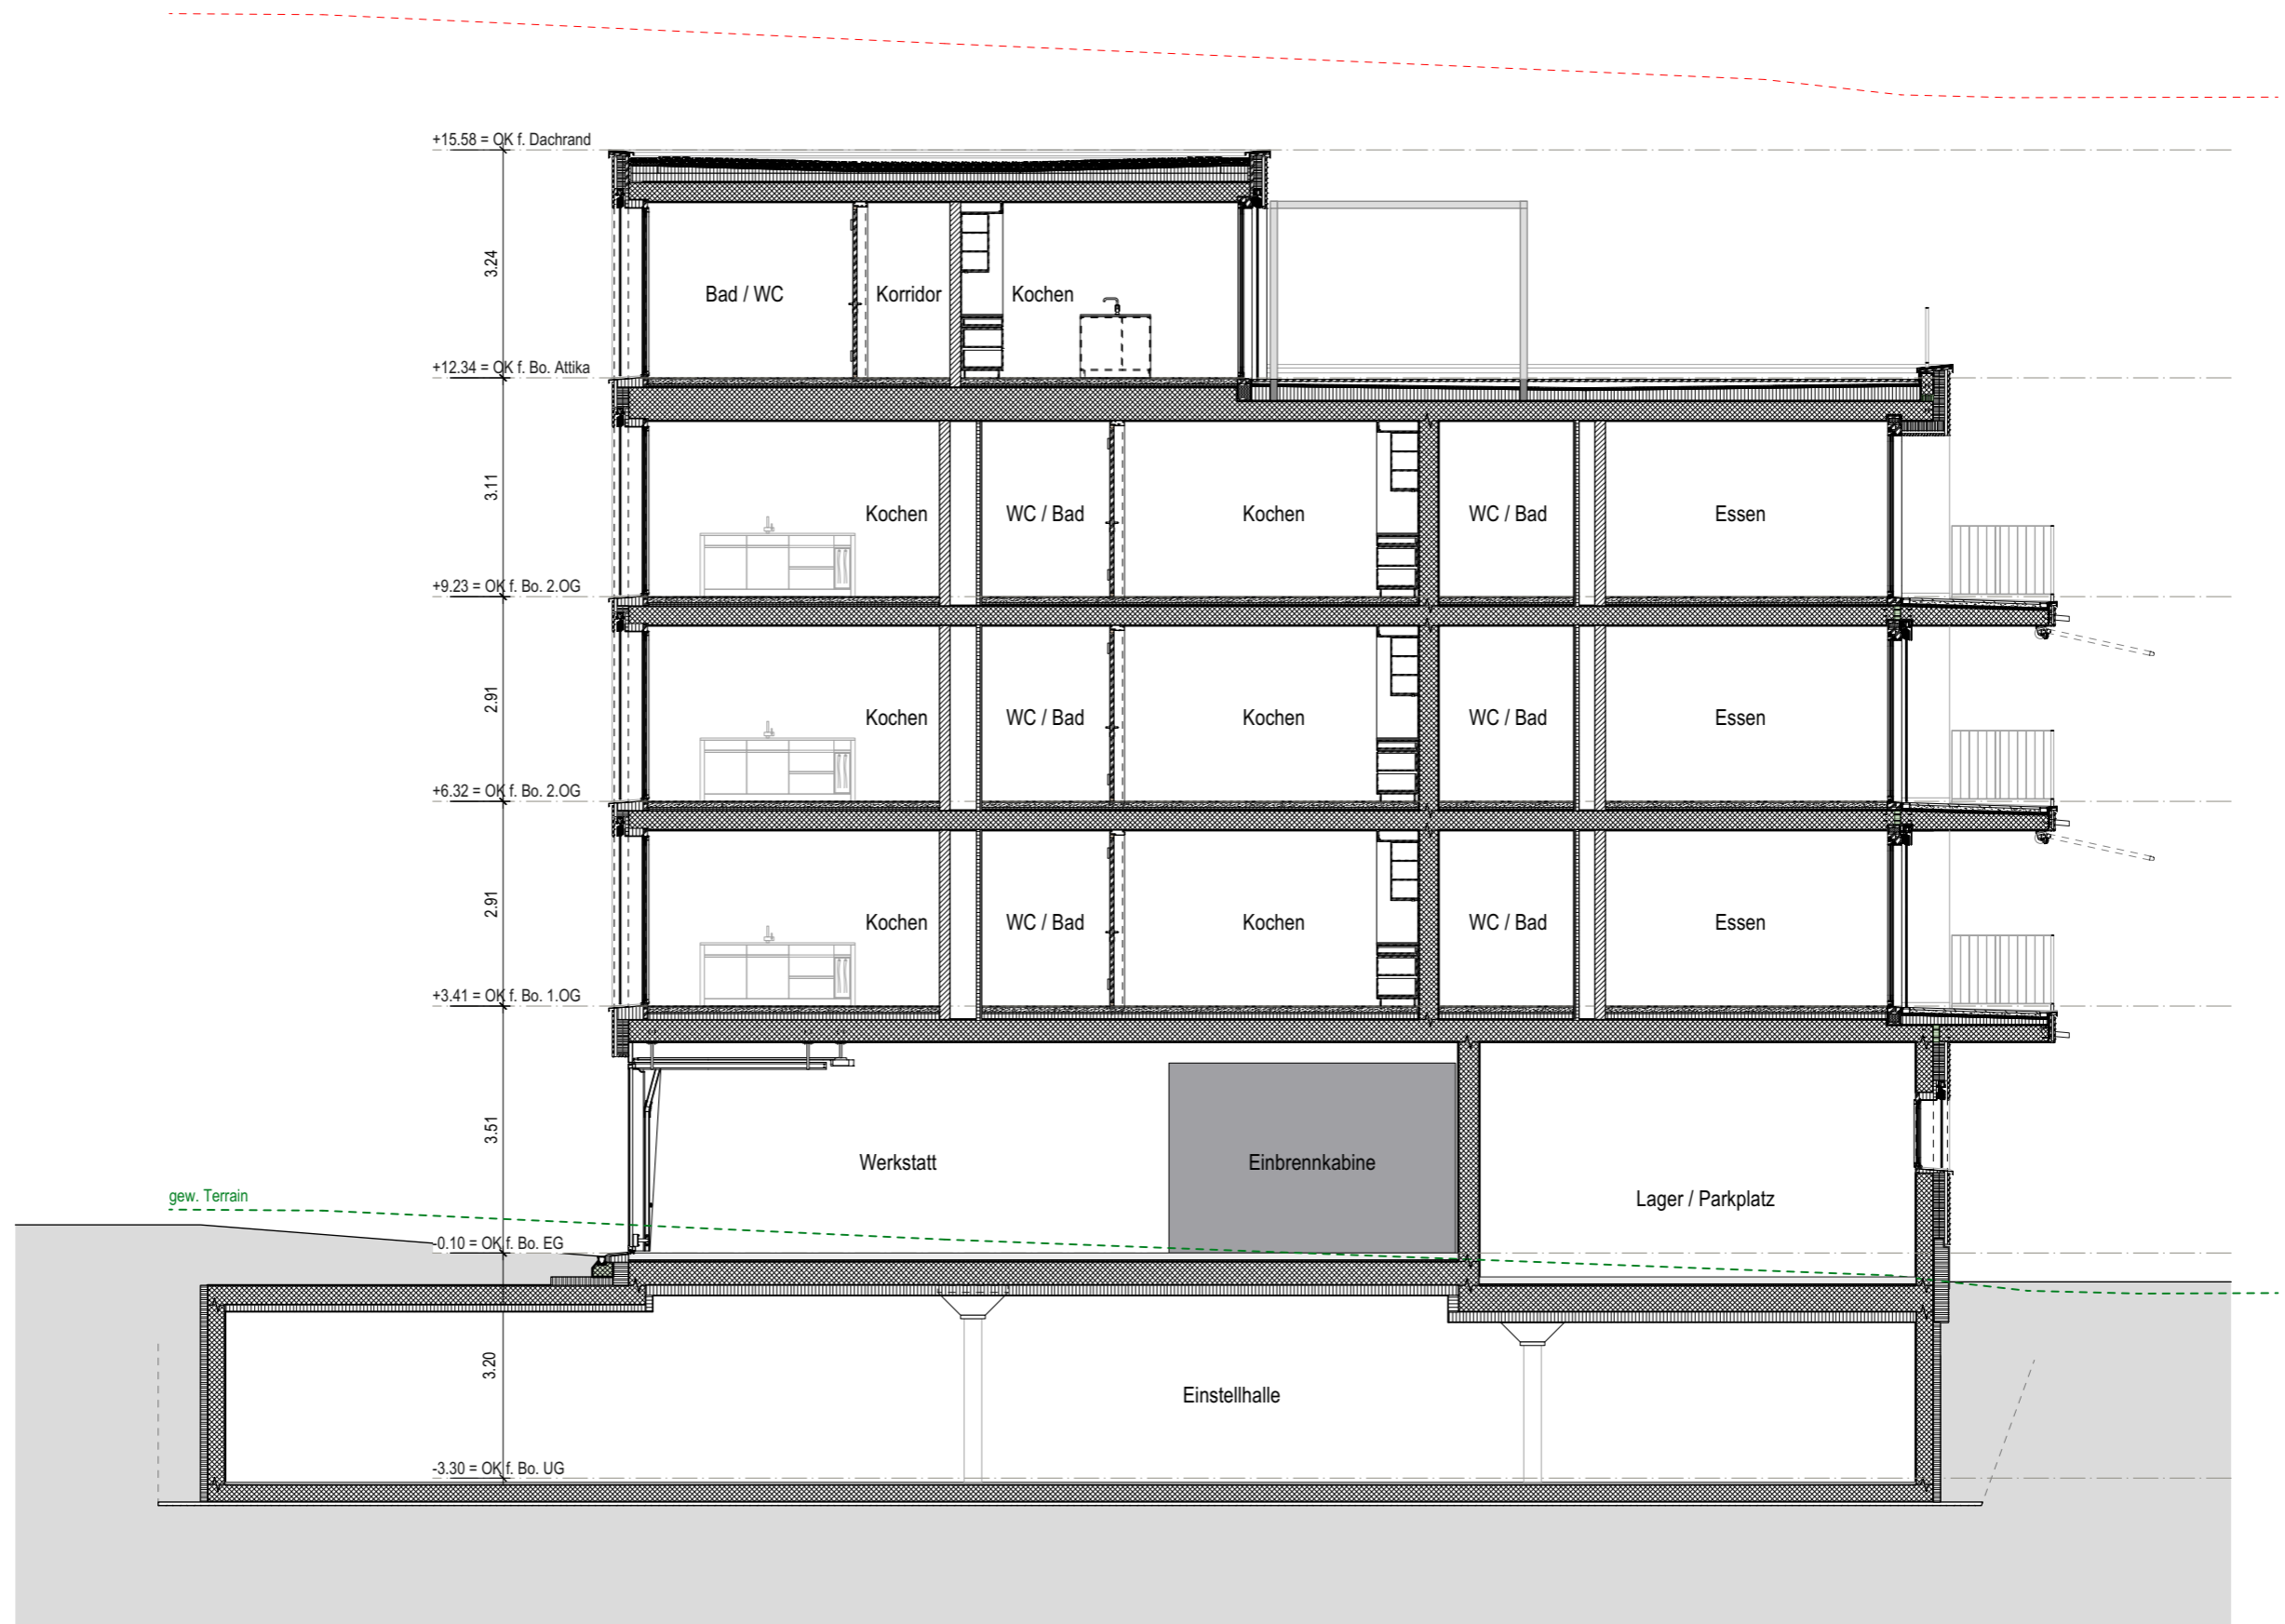 +15.58 = OK f. Dachrand
3.24
Bad / WC
Korridor
Kochen
+12.34 = OK f. Bo. Attika
3.11
Kochen
WC / Bad
Kochen
WC / Bad
Essen
+9.23 = OK f. Bo. 2.OG
2.91
Kochen
WC / Bad
Kochen
WC / Bad
Essen
+6.32 = OK f. Bo. 2.OG
2.91
Kochen
WC / Bad
Kochen
WC / Bad
Essen
+3.41 = OK f. Bo. 1.OG
3.51
Werkstatt
Einbrennkabine
Lager / Parkplatz
gew. Terrain
-0.10 = OK f. Bo. EG
3.20
Einstellhalle
-3.30 = OK f. Bo. UG